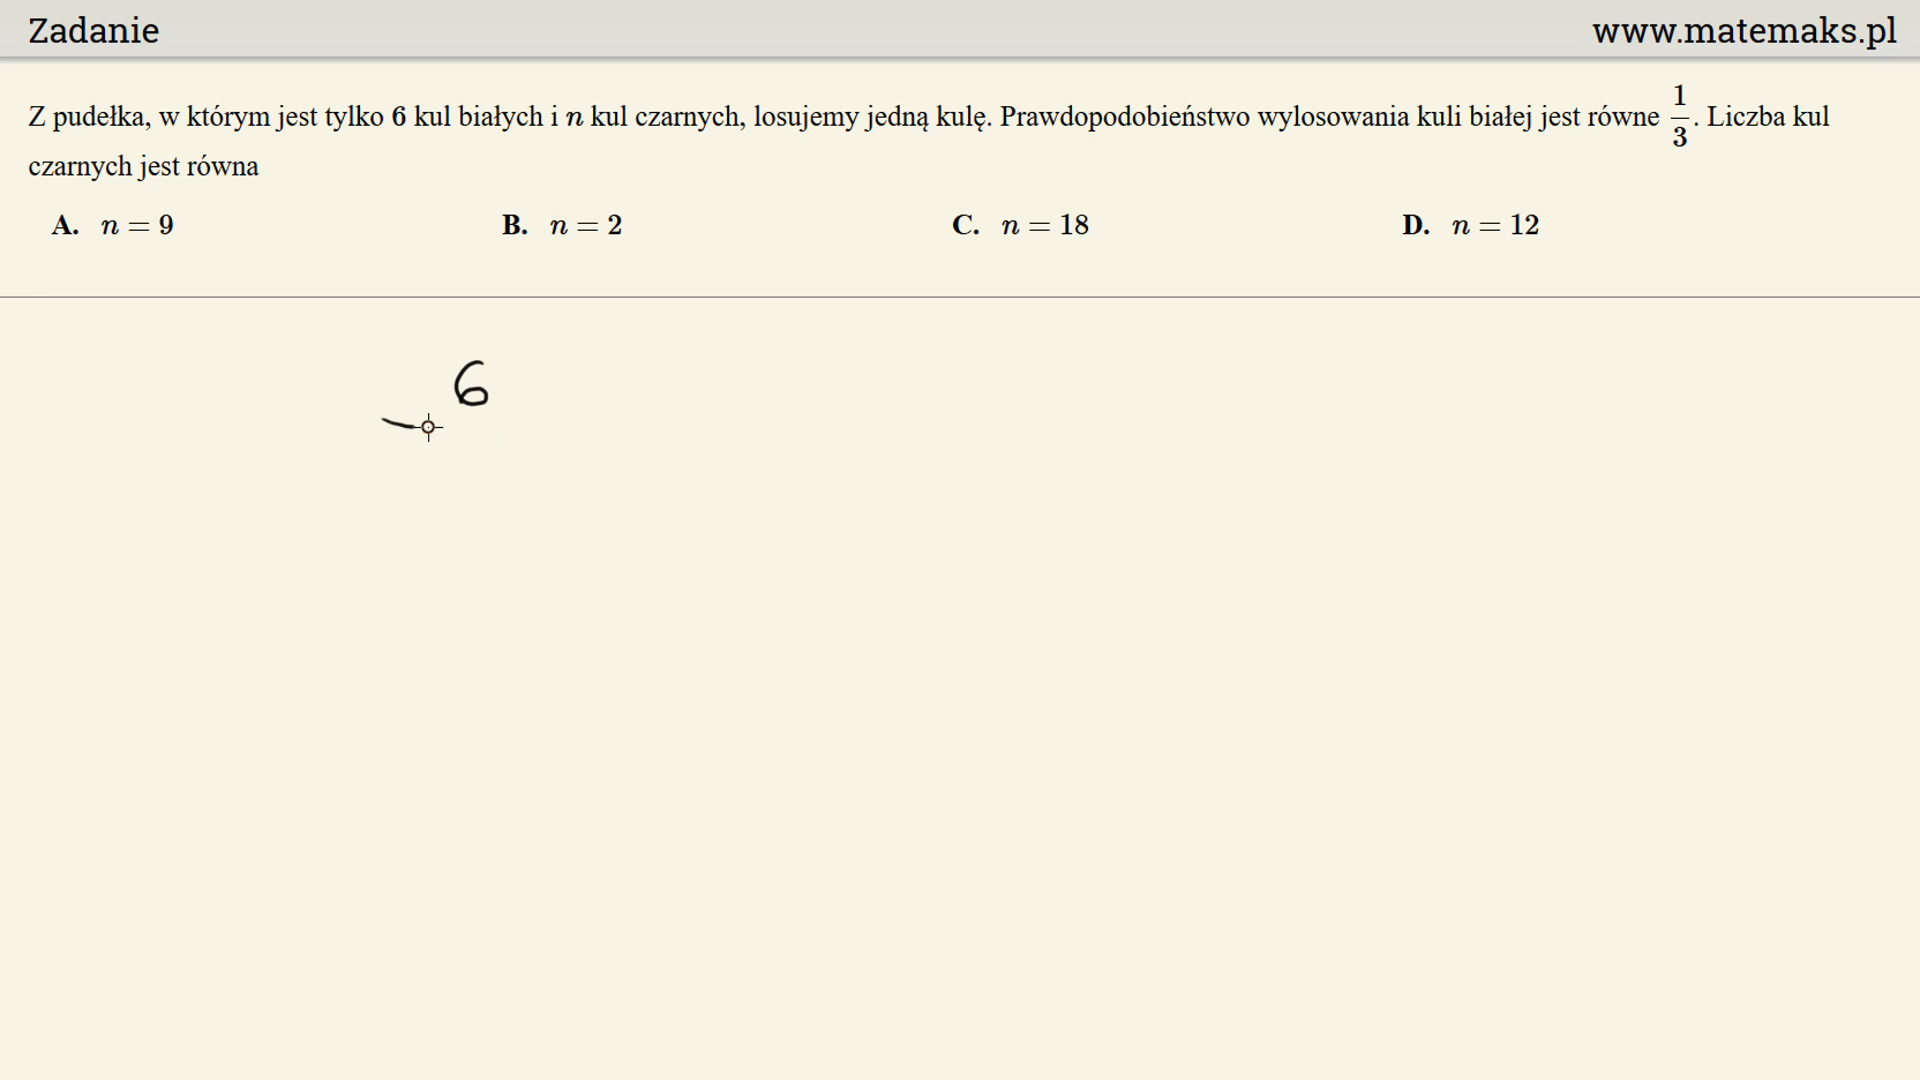 Zadanie www.matemaks.pl
Z pudełka, w którym jest tylko 6 kul białych i n kul czarnych, losujemy jedną kulę. Prawdopodobieństwo wylosowania kuli białej jest równe 1/3. Liczba kul
czarnych jest równa
A. n = 9 B. n = 2 C. n = 18 D. n = 12
6